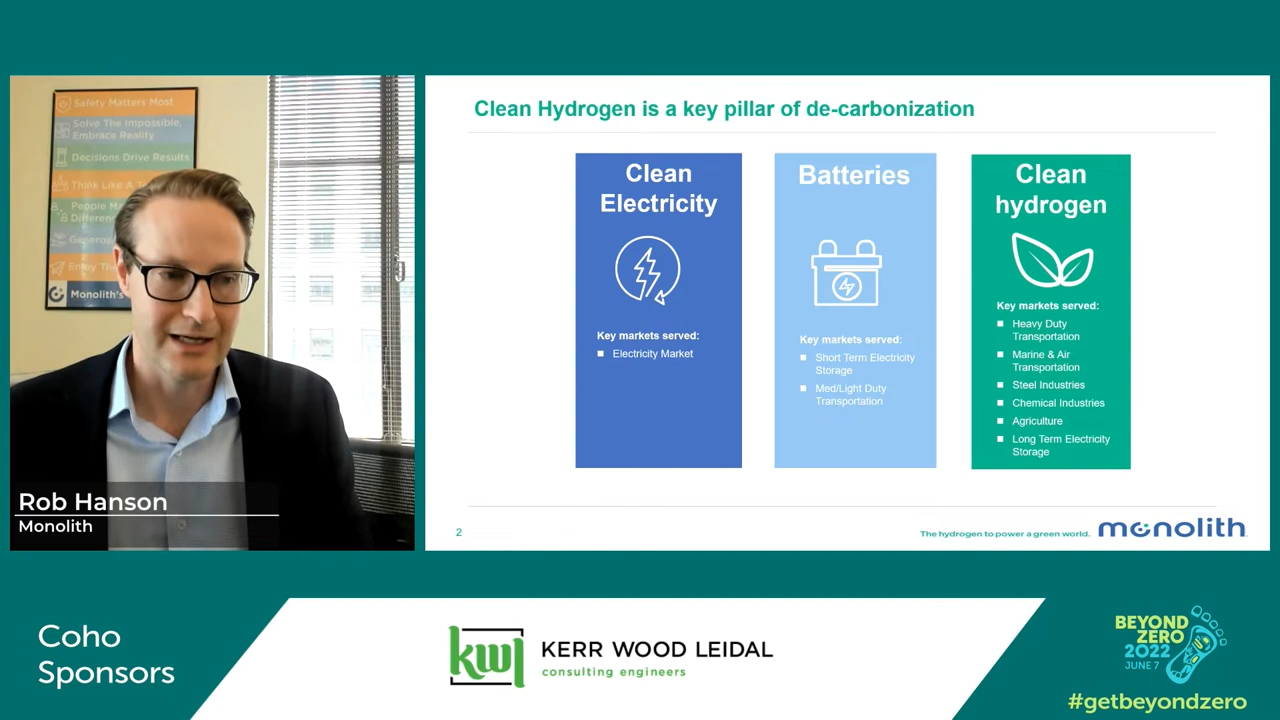 Safety Matters Most
Solve The Impossible,
Embrace Reality
Decisions Drive Results
Think Like A
People
Enjoy The
Monolith's
Rob Hanson
Monolith
Clean Hydrogen is a key pillar of de-carbonization
Clean
Electricity
Key markets served:
■ Electricity Market
Batteries
Key markets served:
■ Short Term Electricity
Storage
■ Med/Light Duty
Transportation
Clean
hydrogen
Key markets served:
■ Heavy Duty
Transportation
■ Marine & Air
Transportation
■ Steel Industries
■ Chemical Industries
■ Agriculture
■ Long Term Electricity
Storage
2
The hydrogen to power a green world.
monolith
Coho
Sponsors
kwl
KERR WOOD LEIDAL
consulting engineers
BEYOND
ZERO
2022
JUNE 7
#getbeyondzero